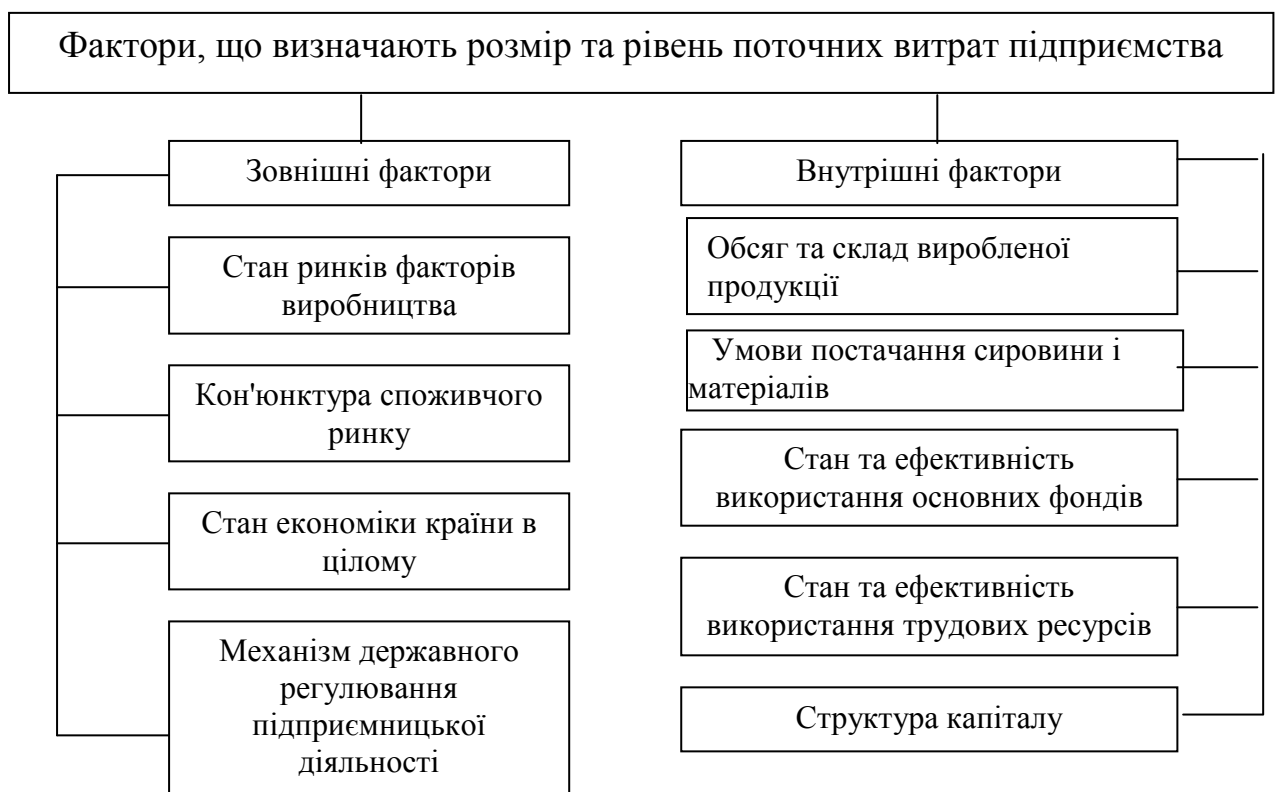 Фактори, що визначають розмір та рівень поточних витрат підприємства
Зовнішні фактори
Стан ринків факторів
виробництва
Кон'юнктура споживчого
ринку
Стан економіки країни в
цілому
Механізм державного
регулювання
підприємницької
діяльності
Внутрішні фактори
Обсяг та склад виробленої
продукції
Умови постачання сировини і
матеріалів
Стан та ефективність
використання основних фондів
Стан та ефективність
використання трудових ресурсів
Структура капіталу